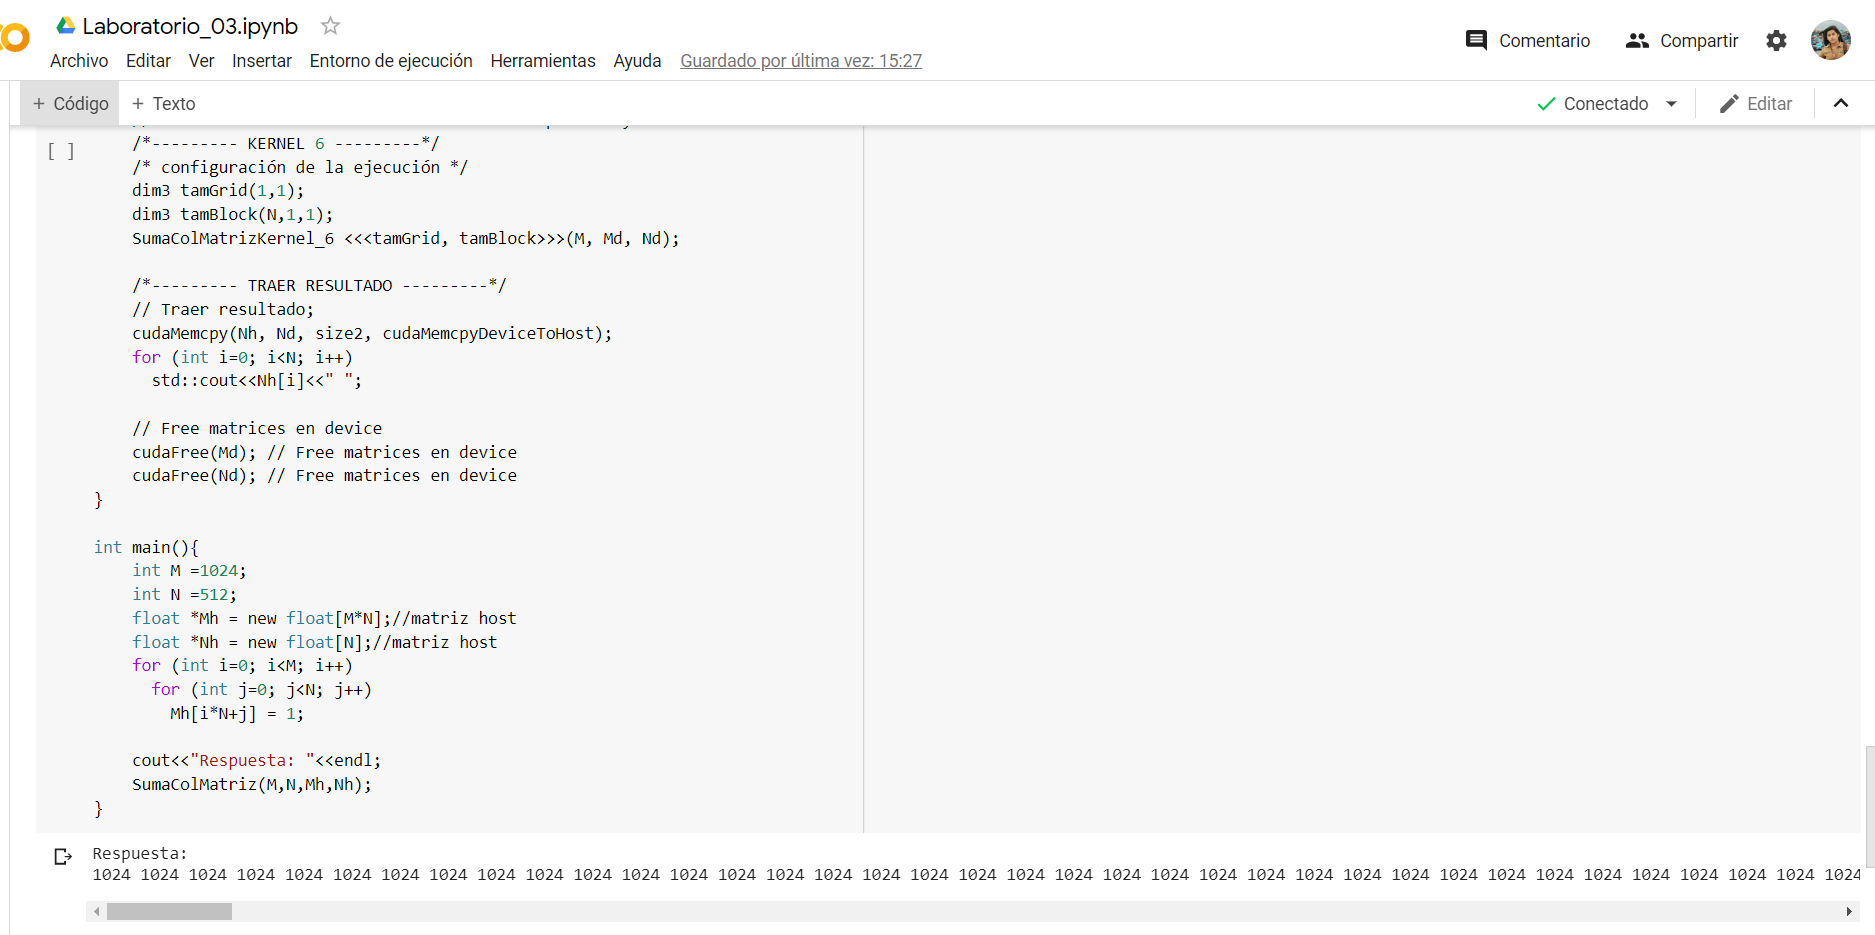 Laboratorio_03.ipynb
Comentario
Compartir
Archivo Editar Ver Insertar Entorno de ejecución Herramientas Ayuda Guardado por última vez: 15:27
+ Código + Texto
Conectado
Editar
[ ]
/*--------- KERNEL 6 ---------*/
/* configuración de la ejecución */
dim3 tamGrid(1,1);
dim3 tamBlock(N,1,1);
SumaColMatrizKernel_6 <<<tamGrid, tamBlock>>>(M, Md, Nd);
/*--------- TRAER RESULTADO ---------*/
// Traer resultado;
cudaMemcpy(Nh, Nd, size2, cudaMemcpyDeviceToHost);
for (int i=0; i<N; i++)
std::cout<<Nh[i]<<" ";
// Free matrices en device
cudaFree(Md); // Free matrices en device
cudaFree(Nd); // Free matrices en device
}
int main(){
int M =1024;
int N =512;
float *Mh = new float[M*N];//matriz host
float *Nh = new float[N];//matriz host
for (int i=0; i<M; i++)
for (int j=0; j<N; j++)
Mh[i*N+j] = 1;
cout<<"Respuesta: "<<endl;
SumaColMatriz(M,N,Mh,Nh);
}
Respuesta:
1024 1024 1024 1024 1024 1024 1024 1024 1024 1024 1024 1024 1024 1024 1024 1024 1024 1024 1024 1024 1024 1024 1024 1024 1024 1024 1024 1024 1024 1024 1024 1024 1024 1024 1024 1024 1024